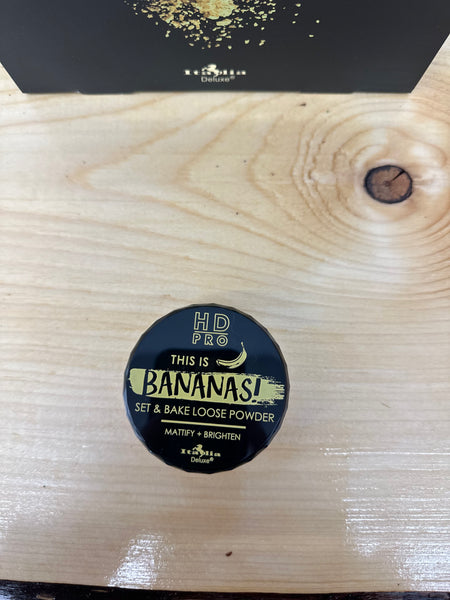 Italia
Deluxe®
HD
PRO
THIS IS
BANANAS!
SET & BAKE LOOSE POWDER
MATTIFY + BRIGHTEN
Italia
Deluxe®